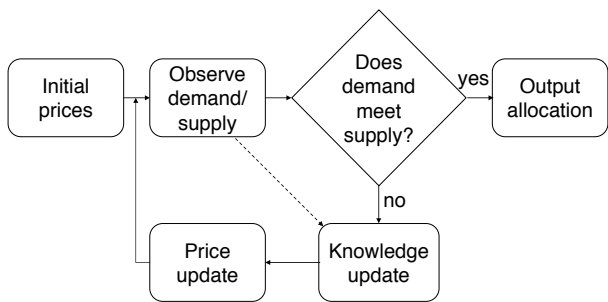 Initial
prices
Observe
demand/
supply
Does
demand
meet
supply?
yes
Output
allocation
no
Price
update
Knowledge
update